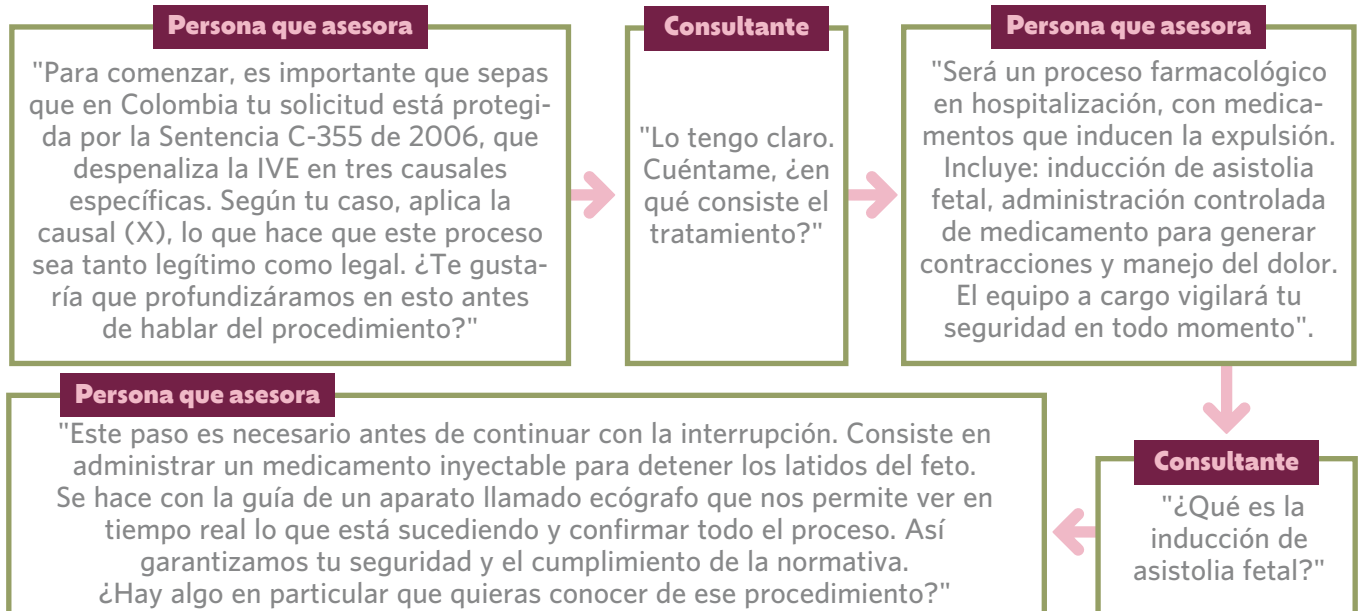 Persona que asesora
"Para comenzar, es importante que sepas
que en Colombia tu solicitud está protegi-
da por la Sentencia C-355 de 2006, que
despenaliza la IVE en tres causales
específicas. Según tu caso, aplica la
causal (X), lo que hace que este proceso
sea tanto legítimo como legal. ¿Te gusta-
ría que profundizáramos en esto antes
de hablar del procedimiento?"
Consultante
"Lo tengo claro.
Cuéntame, ¿en
qué consiste el
tratamiento?"
Persona que asesora
"Será un proceso farmacológico
en hospitalización, con medica-
mentos que inducen la expulsión.
Incluye: inducción de asistolia
fetal, administración controlada
de medicamento para generar
contracciones y manejo del dolor.
El equipo a cargo vigilará tu
seguridad en todo momento".
Consultante
"¿Qué es la
inducción de
asistolia fetal?"
Persona que asesora
"Este paso es necesario antes de continuar con la interrupción. Consiste en
administrar un medicamento inyectable para detener los latidos del feto.
Se hace con la guía de un aparato llamado ecógrafo que nos permite ver en
tiempo real lo que está sucediendo y confirmar todo el proceso. Así
garantizamos tu seguridad y el cumplimiento de la normativa.
¿Hay algo en particular que quieras conocer de ese procedimiento?"